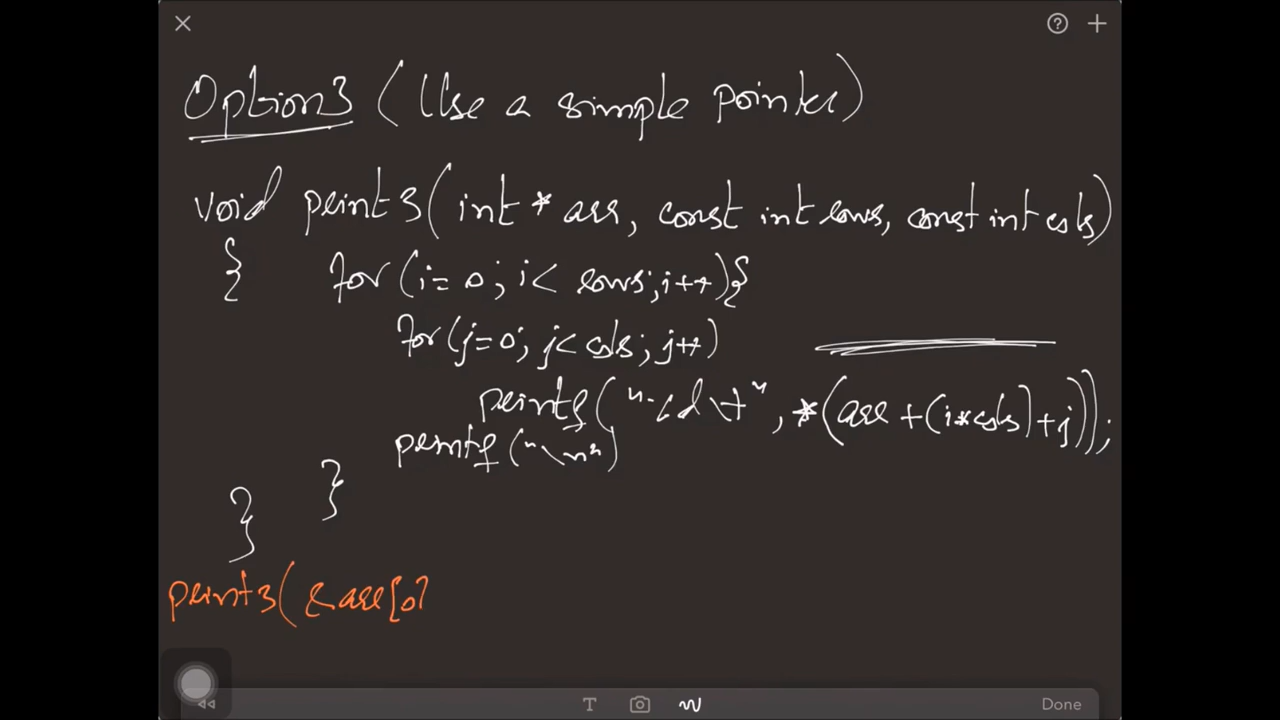 Option3 (Use a simple pointer)
void print3(int * arr, const int rows, const int cols)
{ for (i=0; i< rows; i++){
for (j=0; j< cols; j++)
printf("%d\t", *(arr + (i*cols)+j));
printf("\n")
}
}
print3( &arr[0]
T
Done